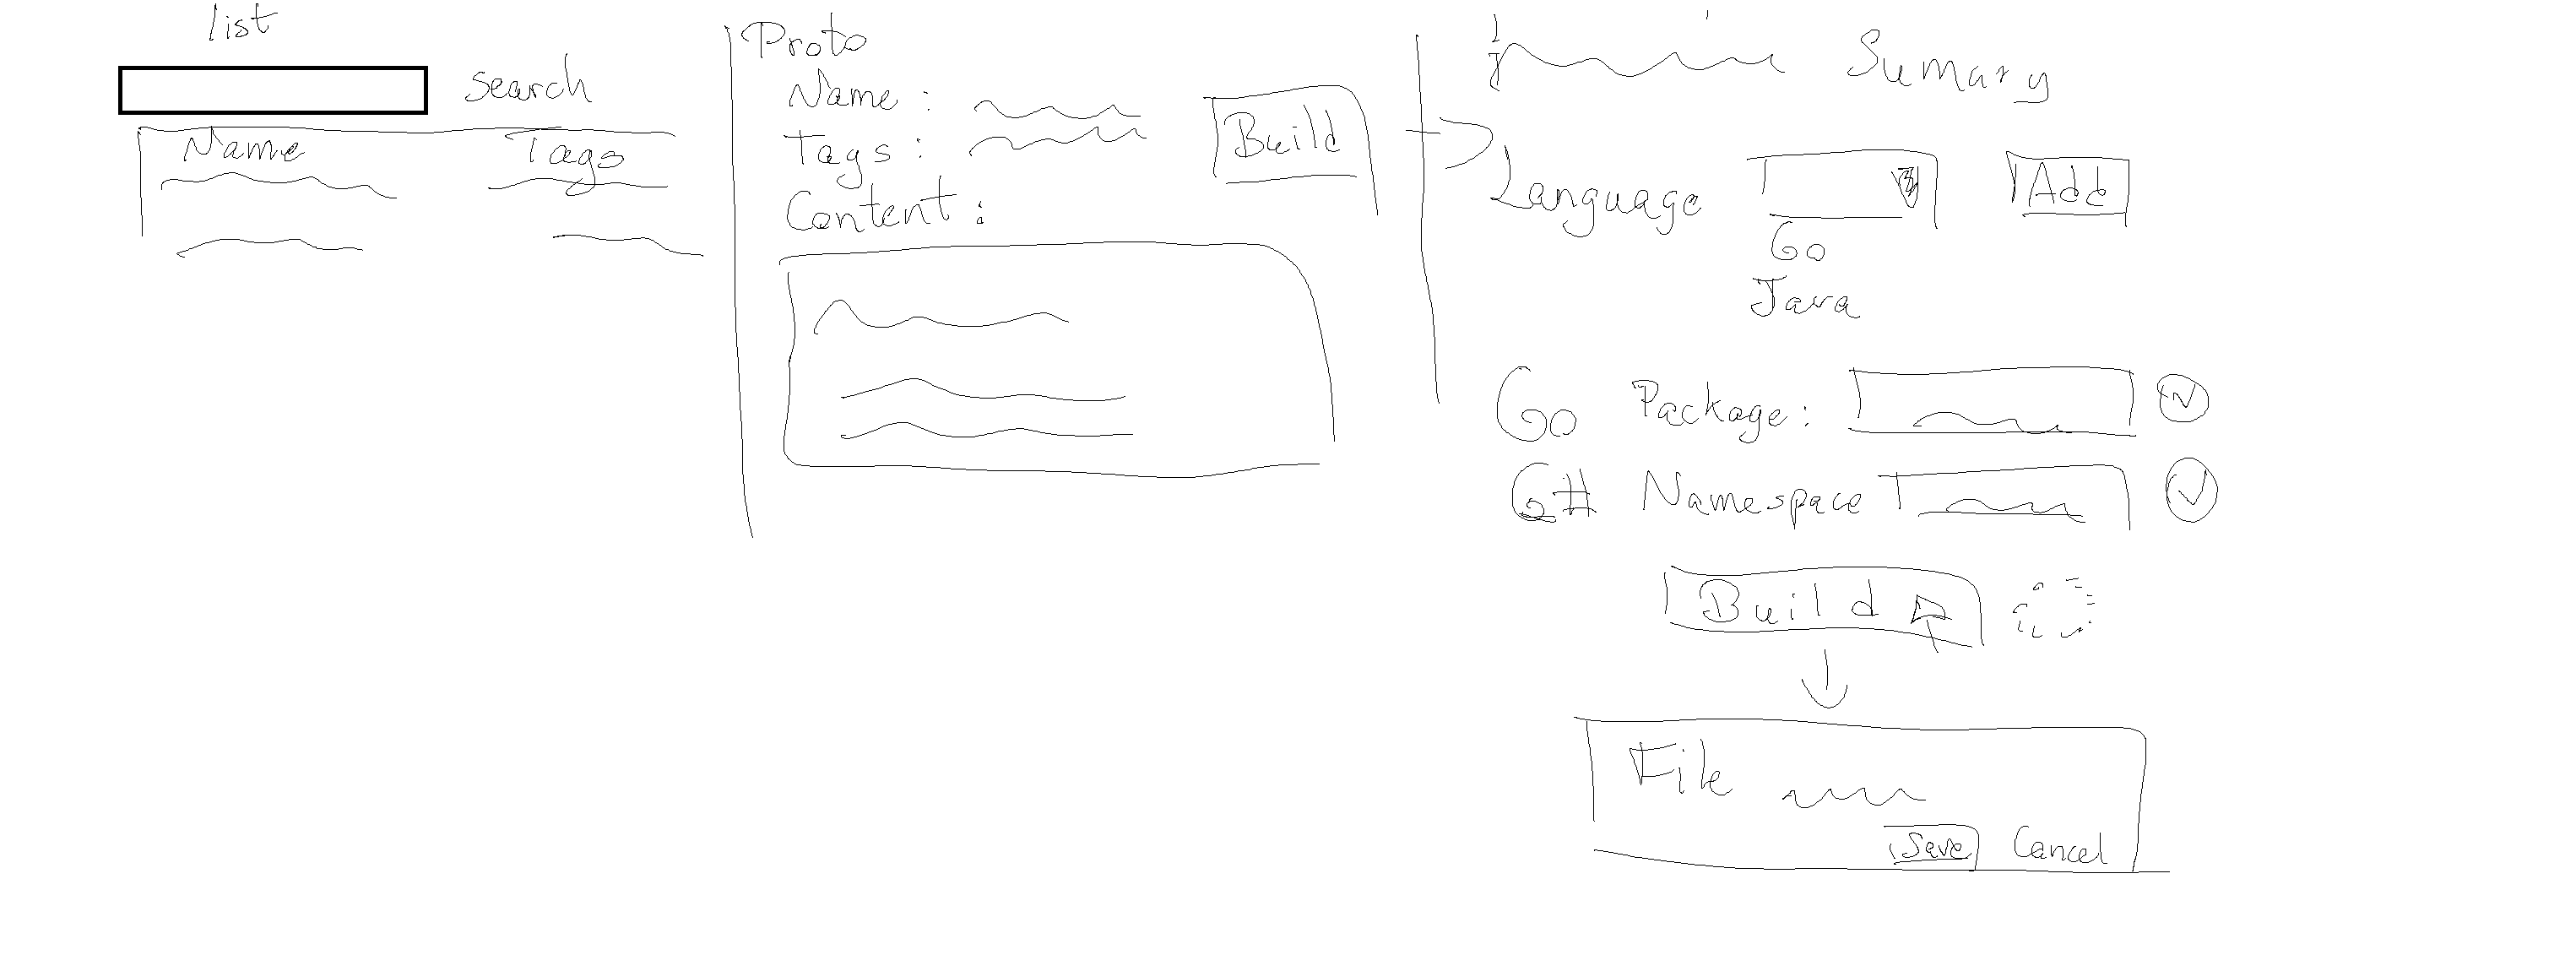 list
search
Name Tags
Proto
Name :
Tags :
Content :
Build
Sumary
Language
Add
Go
Java
Go Package :
C# Namespace
Build
File
Save Cancel